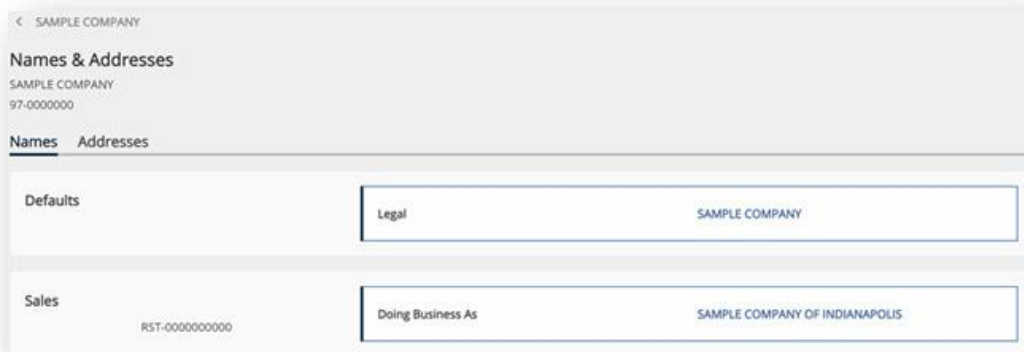 < SAMPLE COMPANY
Names & Addresses
SAMPLE COMPANY
97-0000000
Names Addresses
Defaults
Legal SAMPLE COMPANY
Sales
RST-0000000000
Doing Business As SAMPLE COMPANY OF INDIANAPOLIS